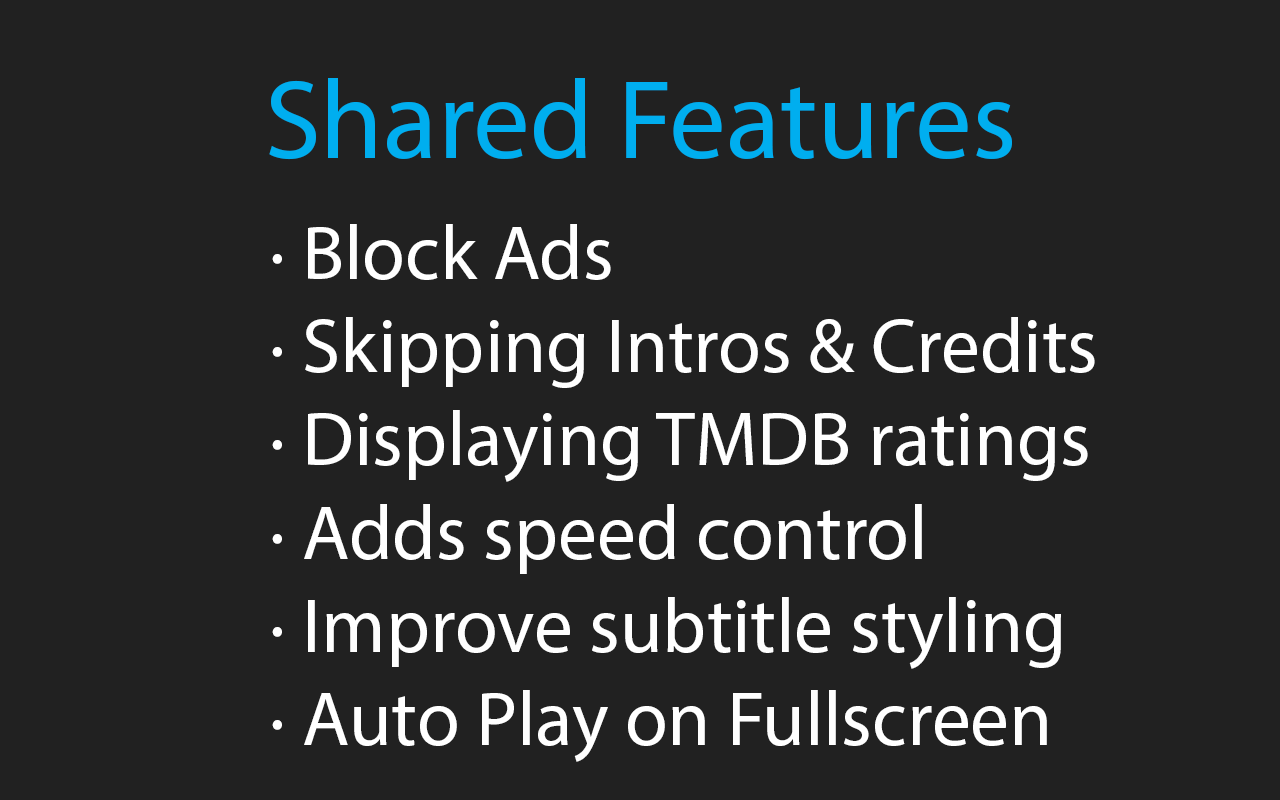 Shared Features
· Block Ads
· Skipping Intros & Credits
· Displaying TMDB ratings
· Adds speed control
· Improve subtitle styling
· Auto Play on Fullscreen